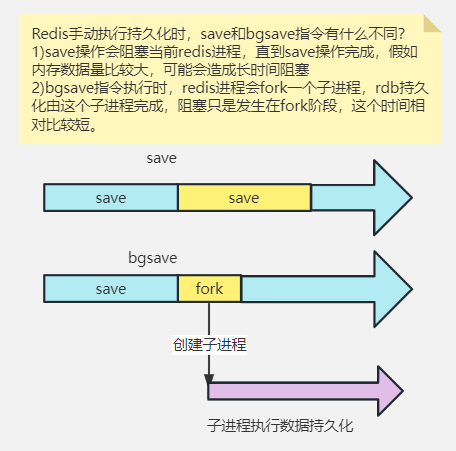 Redis手动执行持久化时，save和bgsave指令有什么不同？
1)save操作会阻塞当前redis进程，直到save操作完成，假如
内存数据量比较大，可能会造成长时间阻塞
2)bgsave指令执行时，redis进程会fork一个子进程，rdb持久
化由这个子进程完成，阻塞只是发生在fork阶段，这个时间相
对比较短。
save
save save
bgsave
save fork
创建子进程
子进程执行数据持久化